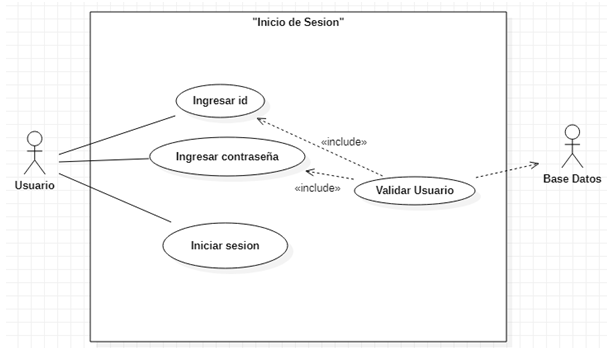 "Inicio de Sesion"
Ingresar id
«include»
Ingresar contraseña
Usuario
Base Datos
«include»
Validar Usuario
Iniciar sesion